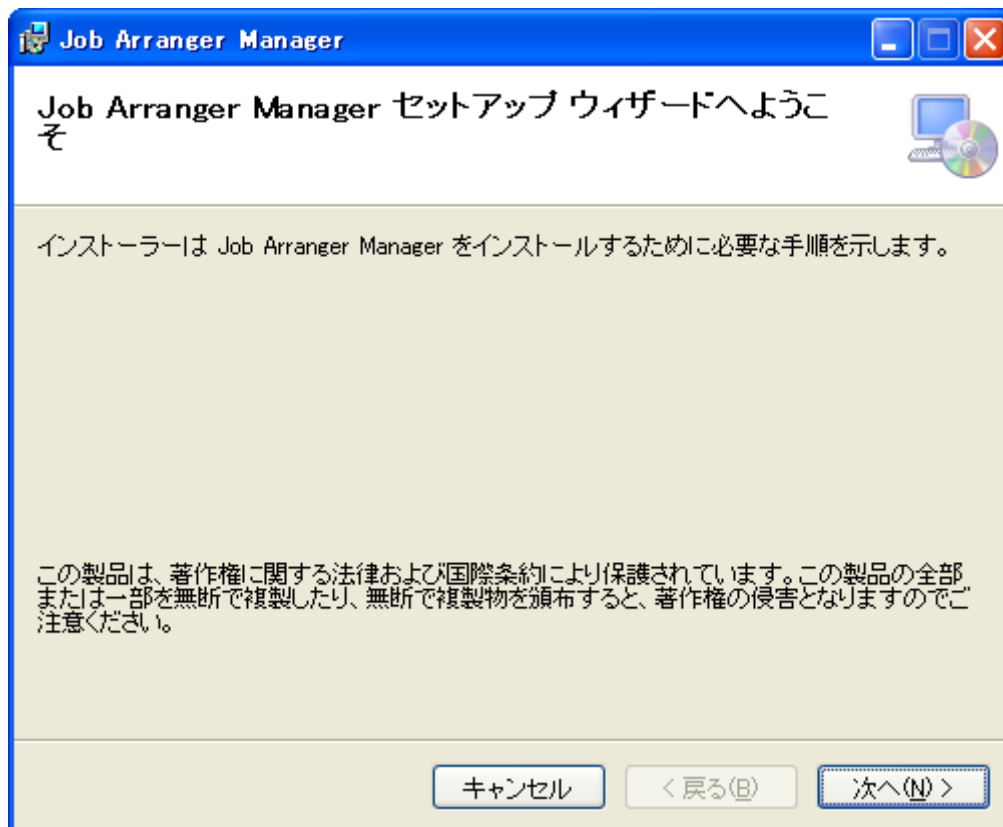 Job Arranger Manager
Job Arranger Manager セットアップ ウィザードへようこ
そ
インストーラーは Job Arranger Manager をインストールするために必要な手順を示します。
この製品は、著作権に関する法律および国際条約により保護されています。この製品の全部
または一部を無断で複製したり、無断で複製物を頒布すると、著作権の侵害となりますのでご
注意ください。
キャンセル
< 戻る(B)
次へ(N) >